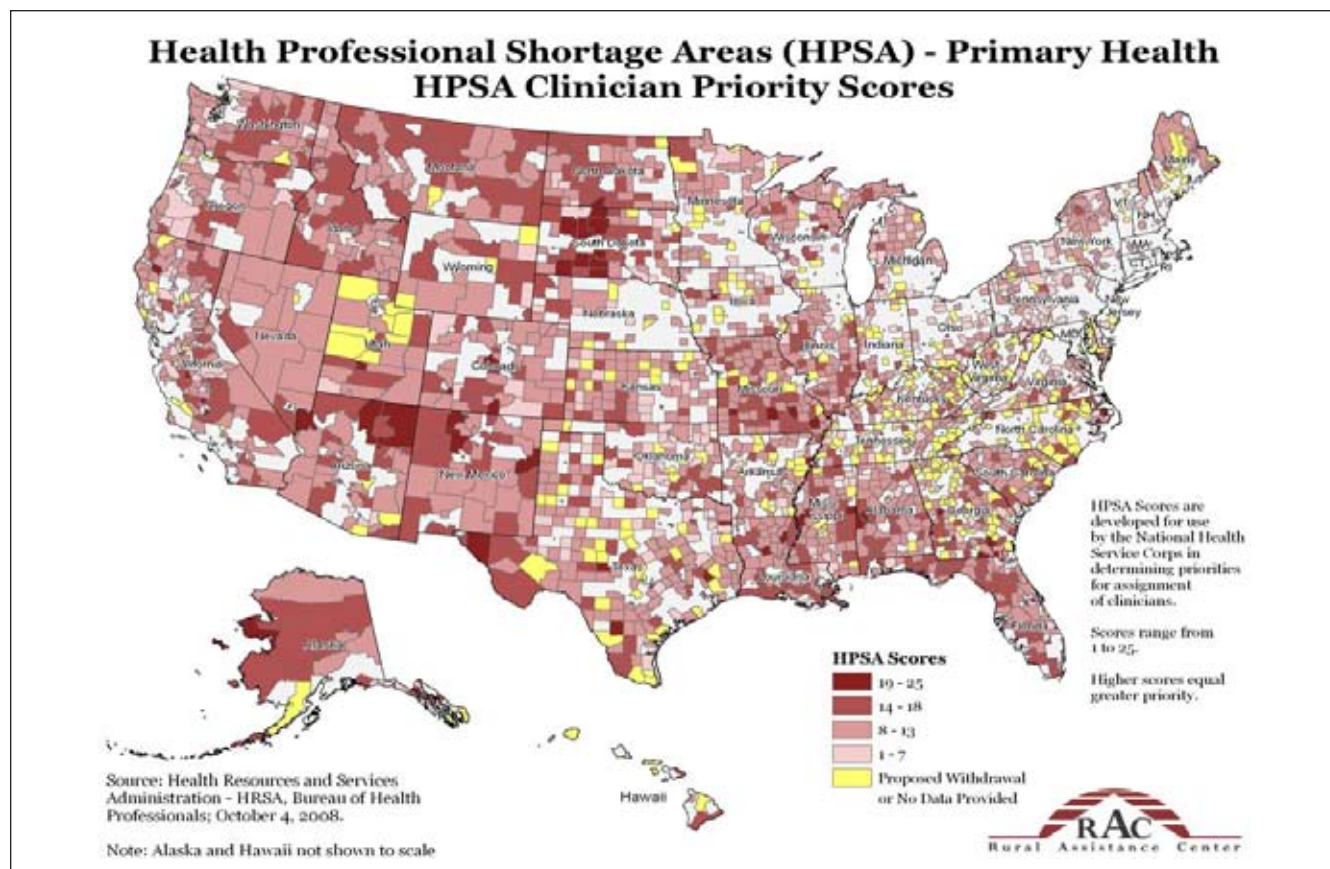 Health Professional Shortage Areas (HPSA) - Primary Health
HPSA Clinician Priority Scores
Washington
Montana
North Dakota
Minnesota
Maine
VT
NH
Oregon
Idaho
South Dakota
Wisconsin
Michigan
New York
MA
CT
RI
Wyoming
Iowa
Pennsylvania
New
Jersey
Nebraska
Ohio
Nevada
Utah
Illinois
Indiana
MD
DE
California
Colorado
Kansas
Missouri
West
Virginia
Virginia
Kentucky
North Carolina
Tennessee
Arizona
New Mexico
Oklahoma
Arkansas
South Carolina
Missi
ssippi
Alabama
Georgia
Texas
Louisiana
Florida
Alaska
Hawaii
HPSA Scores are
developed for use
by the National Health
Service Corps in
determining priorities
for assignment
of clinicians.
Scores range from
1 to 25.
Higher scores equal
greater priority.
HPSA Scores
19 - 25
14 - 18
8 - 13
1 - 7
Proposed Withdrawal
or No Data Provided
Source: Health Resources and Services
Administration - HRSA, Bureau of Health
Professionals; October 4, 2008.
Note: Alaska and Hawaii not shown to scale
RAC
Rural Assistance Center